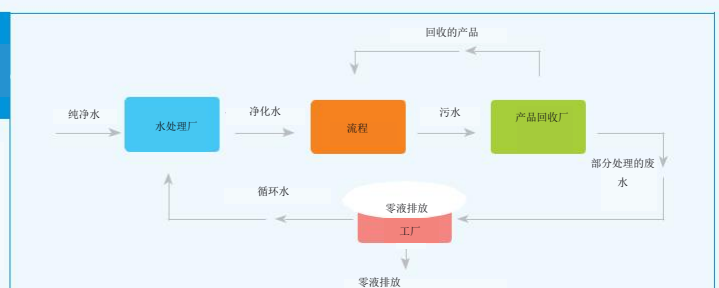 回收的产品
纯净水
水处理厂
净化水
流程
污水
产品回收厂
部分处理的废
水
循环水
零液排放
工厂
零液排放